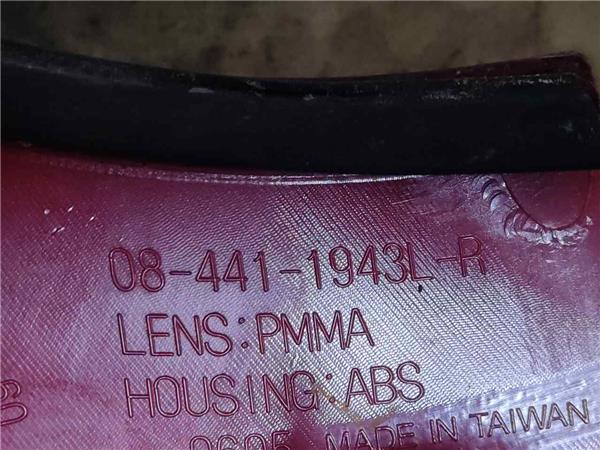 08-441-1943L-R
LENS:PMMA
HOUSING:ABS
MADE IN TAIWAN